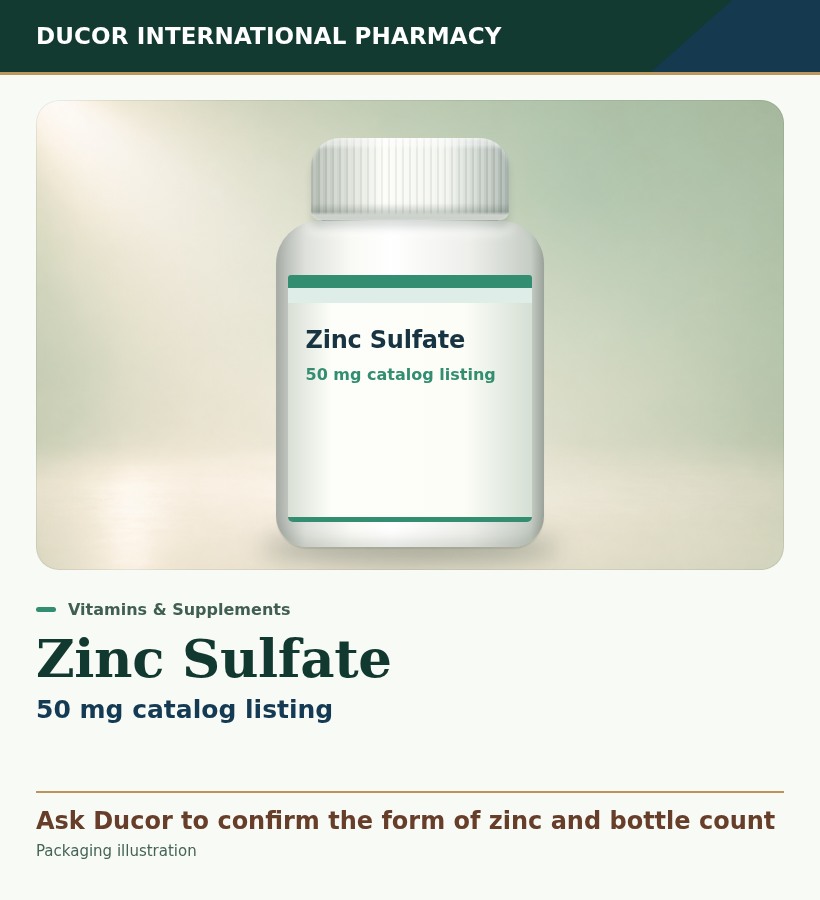 DUCOR INTERNATIONAL PHARMACY
Zinc Sulfate
50 mg catalog listing
Vitamins & Supplements
Zinc Sulfate
50 mg catalog listing
Ask Ducor to confirm the form of zinc and bottle count
Packaging illustration